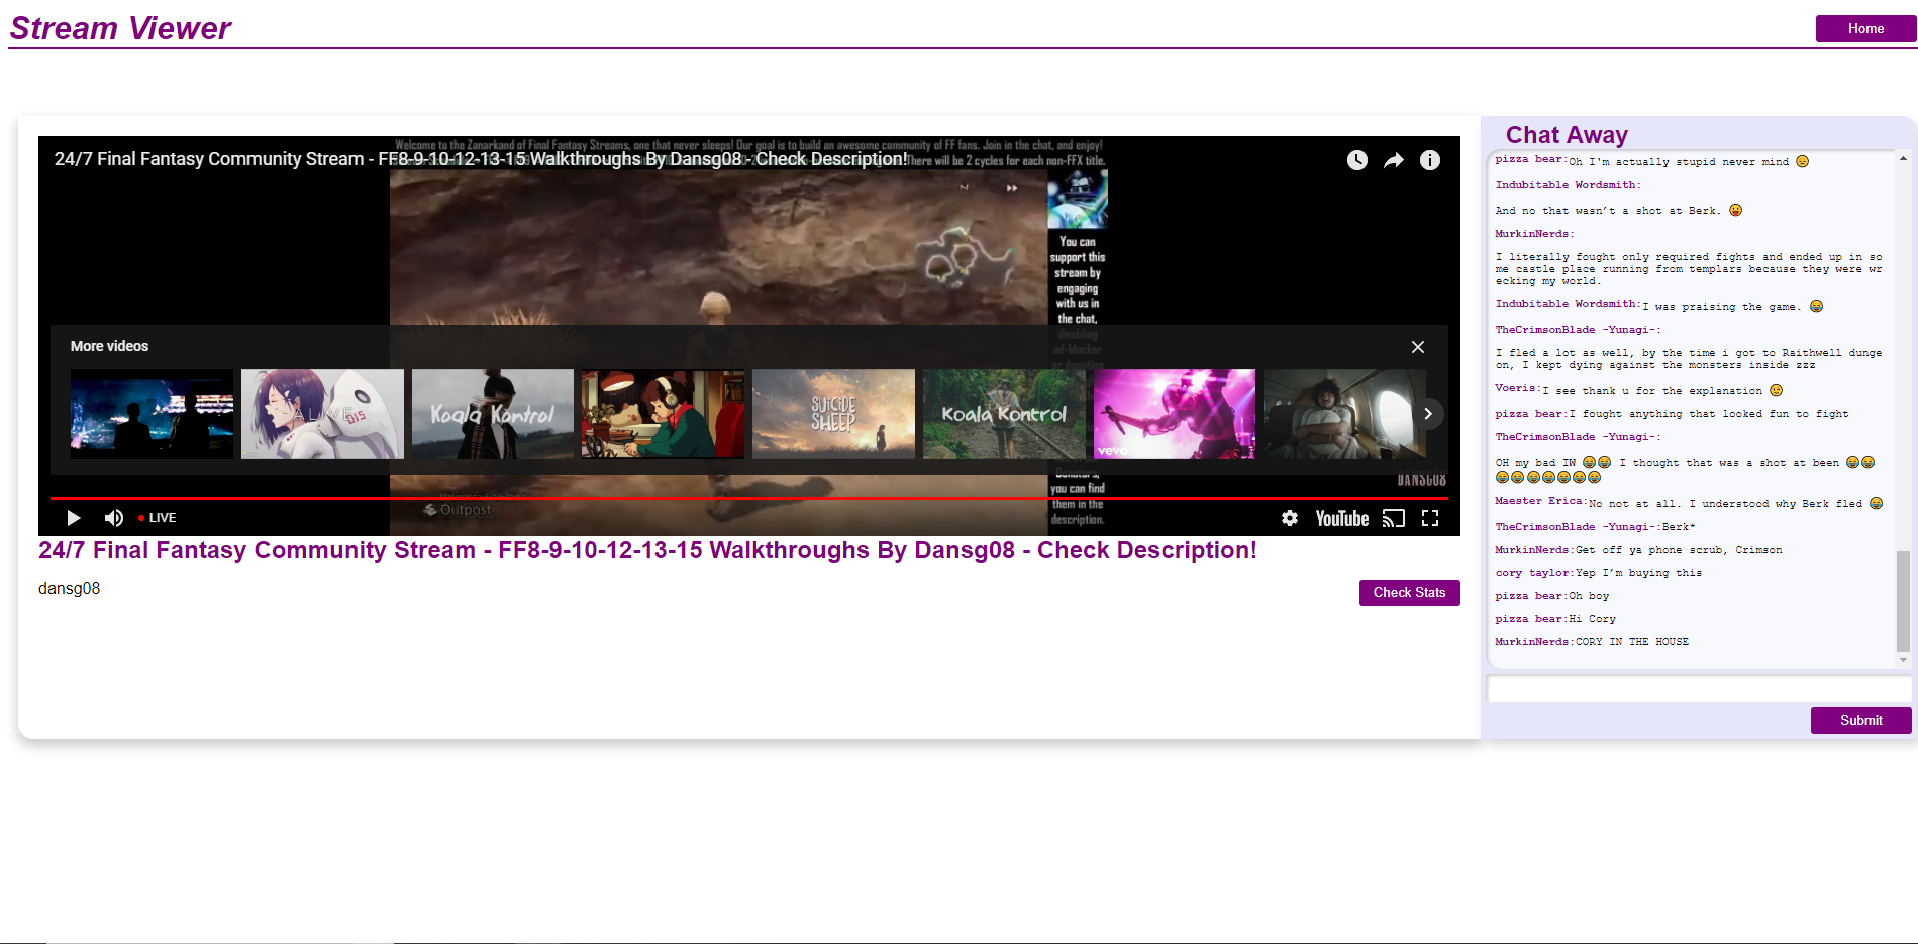 Stream Viewer
Home
Welcome to the Zanarkand of Final Fantasy Streams, one that never sleeps! Our goal is to build an awesome community of FF fans. Join in the chat, and enjoy!
24/7 Final Fantasy Community Stream - FF8-9-10-12-13-15 Walkthroughs By Dansg08 - Check Description!
There will be 2 cycles for each non-FFX title.
You can
support this
stream by
engaging
with us in
the chat,
disabling
ad-blocker
or donating
More videos
ALIVE
Koala Kontrol
SUICIDE
SHEEP
Koala Kontrol
vevo
DANSG08
Donators,
you can find
them in the
description.
Outpost
LIVE
YouTube
24/7 Final Fantasy Community Stream - FF8-9-10-12-13-15 Walkthroughs By Dansg08 - Check Description!
dansg08
Check Stats
Chat Away
pizza bear:Oh I'm actually stupid never mind 😑
Indubitable Wordsmith:
And no that wasn’t a shot at Berk. 😛
MurkinNerds:
I literally fought only required fights and ended up in so
me castle place running from templars because they were wr
ecking my world.
Indubitable Wordsmith:I was praising the game. 😂
TheCrimsonBlade -Yunagi-:
I fled a lot as well, by the time i got to Raithwell dunge
on, I kept dying against the monsters inside zzz
Voeris:I see thank u for the explanation 🙂
pizza bear:I fought anything that looked fun to fight
TheCrimsonBlade -Yunagi-:
OH my bad IW 😂😂 I thought that was a shot at been 😂😂
😂😂😂😂😂😂😂
Maester Erica:No not at all. I understood why Berk fled 😂
TheCrimsonBlade -Yunagi-:Berk*
MurkinNerds:Get off ya phone scrub, Crimson
cory taylor:Yep I’m buying this
pizza bear:Oh boy
pizza bear:Hi Cory
MurkinNerds:CORY IN THE HOUSE
Submit